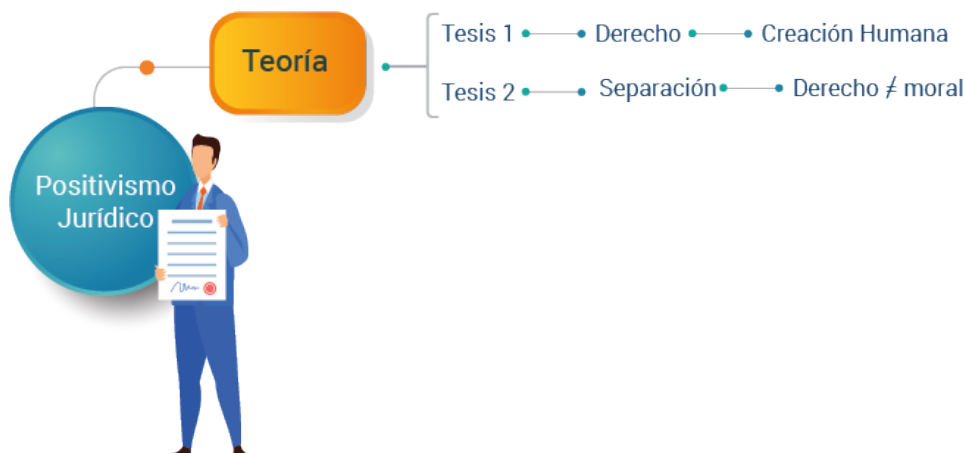 Teoría
Tesis 1 Derecho Creación Humana
Tesis 2 Separación Derecho ≠ moral
Positivismo
Jurídico